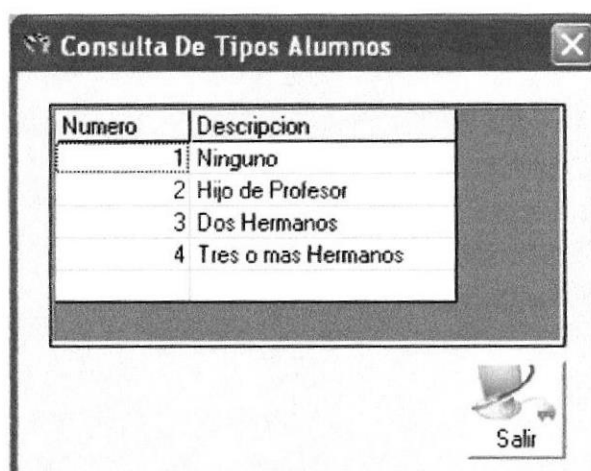 Consulta De Tipos Alumnos
Numero Descripcion
1 Ninguno
2 Hijo de Profesor
3 Dos Hermanos
4 Tres o mas Hermanos
Salir